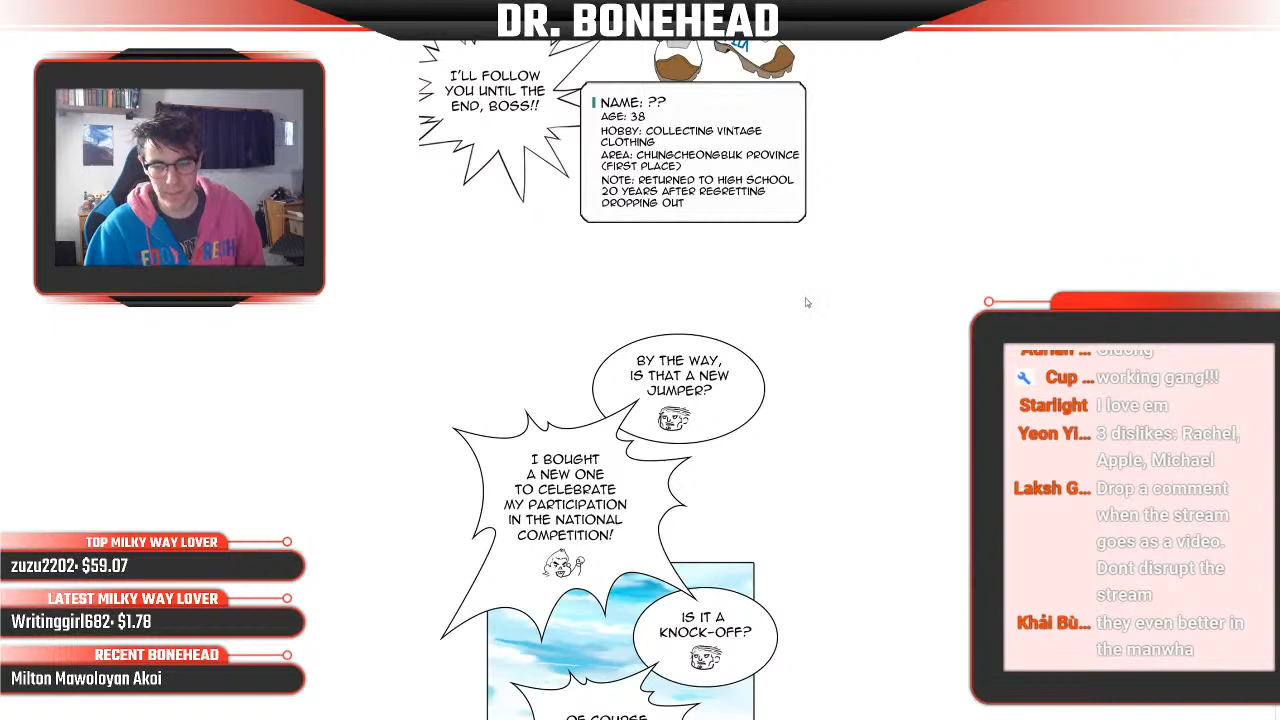 DR. BONEHEAD
I'LL FOLLOW
YOU UNTIL THE
END, BOSS!!
NAME: ??
AGE: 38
HOBBY: COLLECTING VINTAGE
CLOTHING
AREA: CHUNGCHEONGBUK PROVINCE
(FIRST PLACE)
NOTE: RETURNED TO HIGH SCHOOL
20 YEARS AFTER REGRETTING
DROPPING OUT
BY THE WAY,
IS THAT A NEW
JUMPER?
I BOUGHT
A NEW ONE
TO CELEBRATE
MY PARTICIPATION
IN THE NATIONAL
COMPETITION!
IS IT A
KNOCK-OFF?
OF COURSE
TOP MILKY WAY LOVER
zuzu2202• $59.07
LATEST MILKY WAY LOVER
Writinggirl682• $1.78
RECENT BONEHEAD
Milton Mawoloyan Akoi
Cup ... working gang!!!
Starlight I love em
Yeon Yi... 3 dislikes: Rachel,
Apple, Michael
Laksh G... Drop a comment
when the stream
goes as a video.
Dont disrupt the
stream
Khải Bù... they even better in
the manwha